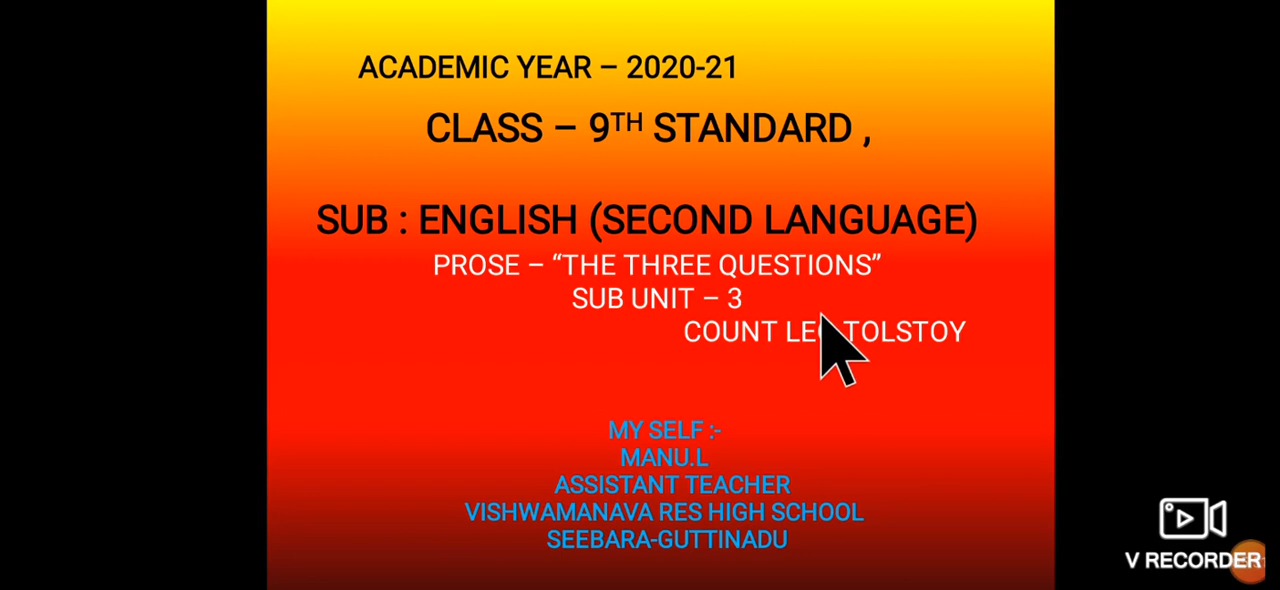 ACADEMIC YEAR – 2020-21
CLASS – 9TH STANDARD ,
SUB : ENGLISH (SECOND LANGUAGE)
PROSE – “THE THREE QUESTIONS”
SUB UNIT – 3
COUNT LEO TOLSTOY
MY SELF :-
MANU.L
ASSISTANT TEACHER
VISHWAMANAVA RES HIGH SCHOOL
SEEBARA-GUTTINADU
V RECORDER